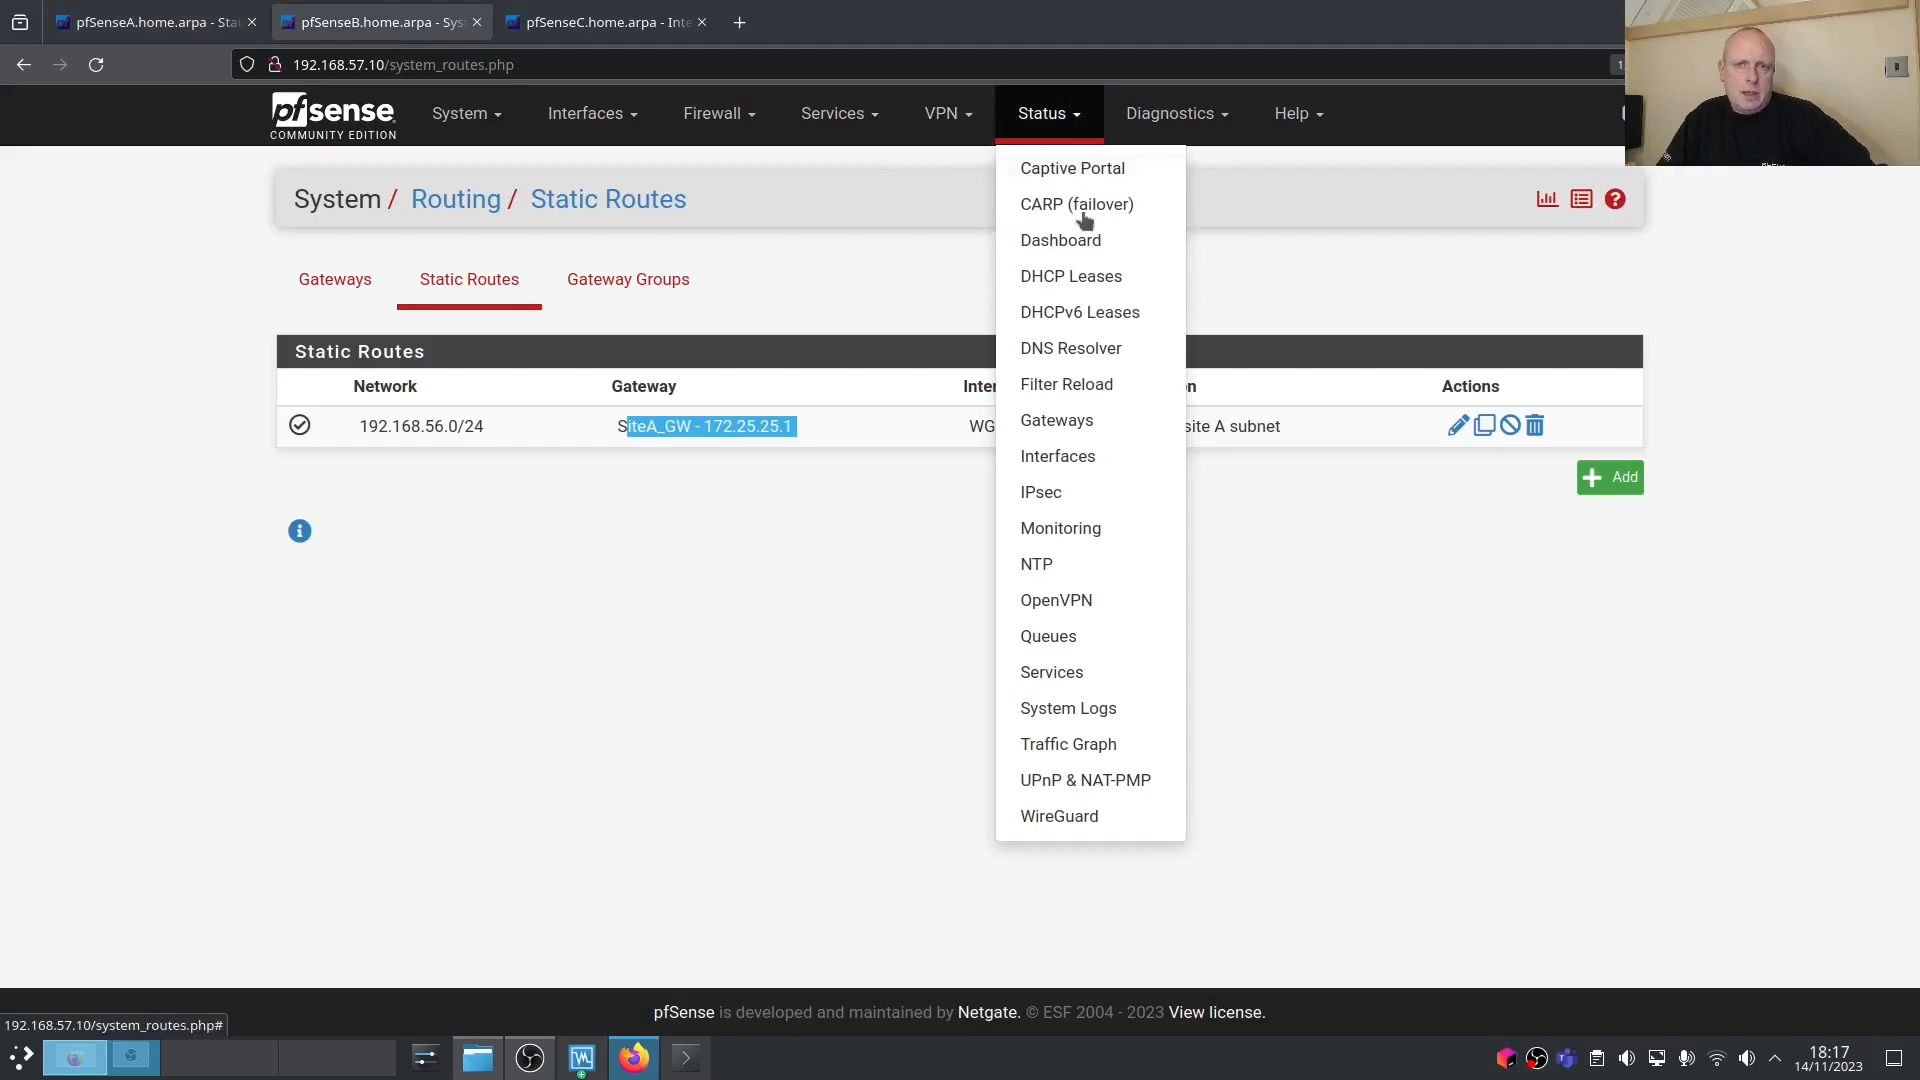 pfSenseA.home.arpa - Sta
pfSenseB.home.arpa - Sys
pfSenseC.home.arpa - Inte
192.168.57.10/system_routes.php
pfsense
COMMUNITY EDITION
System
Interfaces
Firewall
Services
VPN
Status
Diagnostics
Help
System / Routing / Static Routes
Gateways
Static Routes
Gateway Groups
Static Routes
Network Gateway Inter n Actions
192.168.56.0/24 SiteA_GW - 172.25.25.1 WG site A subnet
Add
Captive Portal
CARP (failover)
Dashboard
DHCP Leases
DHCPv6 Leases
DNS Resolver
Filter Reload
Gateways
Interfaces
IPsec
Monitoring
NTP
OpenVPN
Queues
Services
System Logs
Traffic Graph
UPnP & NAT-PMP
WireGuard
pfSense is developed and maintained by Netgate. © ESF 2004 - 2023 View license.
192.168.57.10/system_routes.php#
18:17
14/11/2023